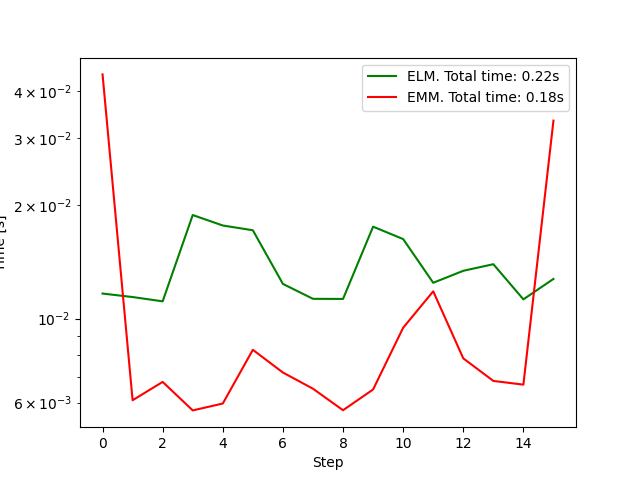 ELM. Total time: 0.22s
EMM. Total time: 0.18s
4 × 10⁻²
3 × 10⁻²
2 × 10⁻²
10⁻²
6 × 10⁻³
Time [s]
0 2 4 6 8 10 12 14
Step